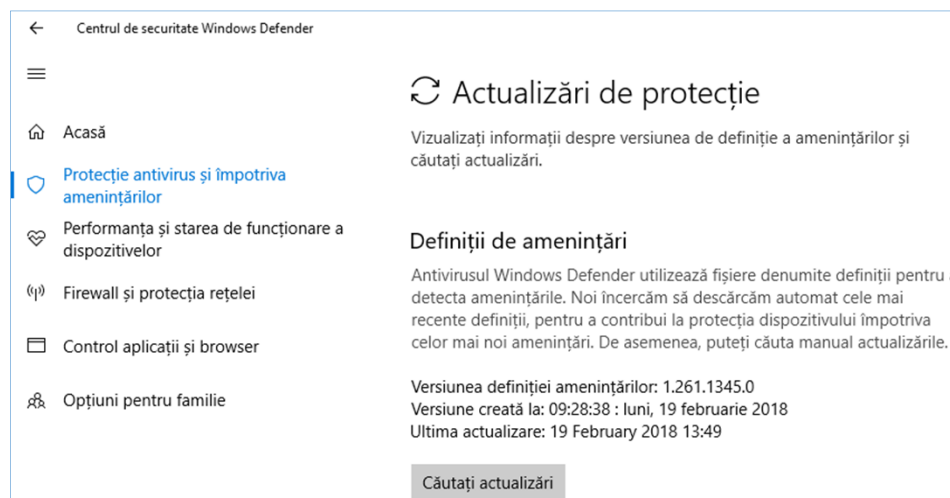 Centrul de securitate Windows Defender
Acasă
Protecție antivirus și împotriva
amenințărilor
Performanța și starea de funcționare a
dispozitivelor
Firewall și protecția rețelei
Control aplicații și browser
Opțiuni pentru familie
Actualizări de protecție
Vizualizați informații despre versiunea de definiție a amenințărilor și
căutați actualizări.
Definiții de amenințări
Antivirusul Windows Defender utilizează fișiere denumite definiții pentru a
detecta amenințările. Noi încercăm să descărcăm automat cele mai
recente definiții, pentru a contribui la protecția dispozitivului împotriva
celor mai noi amenințări. De asemenea, puteți căuta manual actualizările.
Versiunea definiției amenințărilor: 1.261.1345.0
Versiune creată la: 09:28:38 : luni, 19 februarie 2018
Ultima actualizare: 19 February 2018 13:49
Căutați actualizări